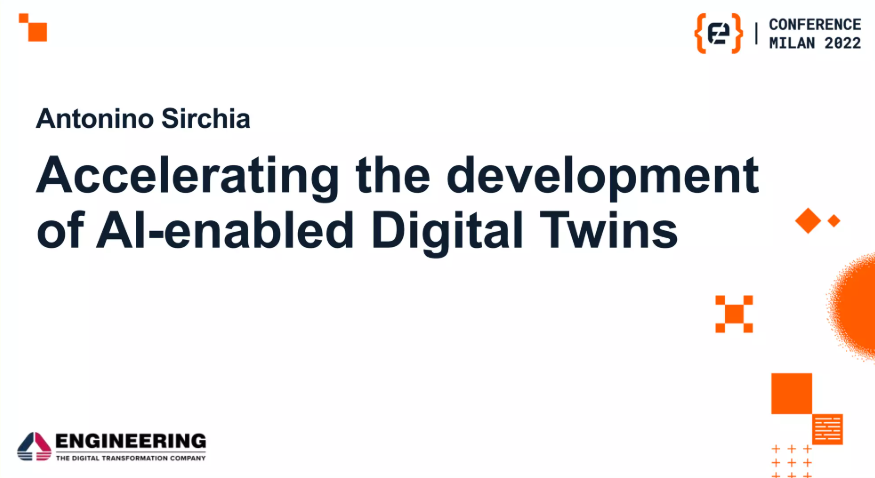 CONFERENCE
MILAN 2022
Antonino Sirchia
Accelerating the development
of AI-enabled Digital Twins
ENGINEERING
THE DIGITAL TRANSFORMATION COMPANY